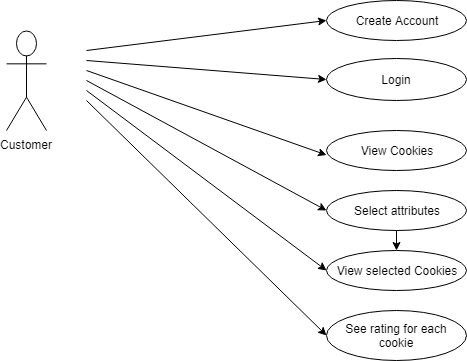 Create Account
Login
Customer
View Cookies
Select attributes
View selected Cookies
See rating for each
cookie